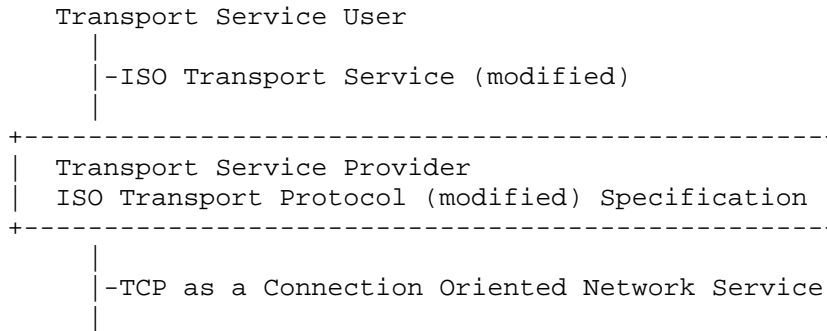 Transport Service User
|
|-ISO Transport Service (modified)
|
+---------------------------------------------------
| Transport Service Provider
| ISO Transport Protocol (modified) Specification
+---------------------------------------------------
|
|-TCP as a Connection Oriented Network Service
|